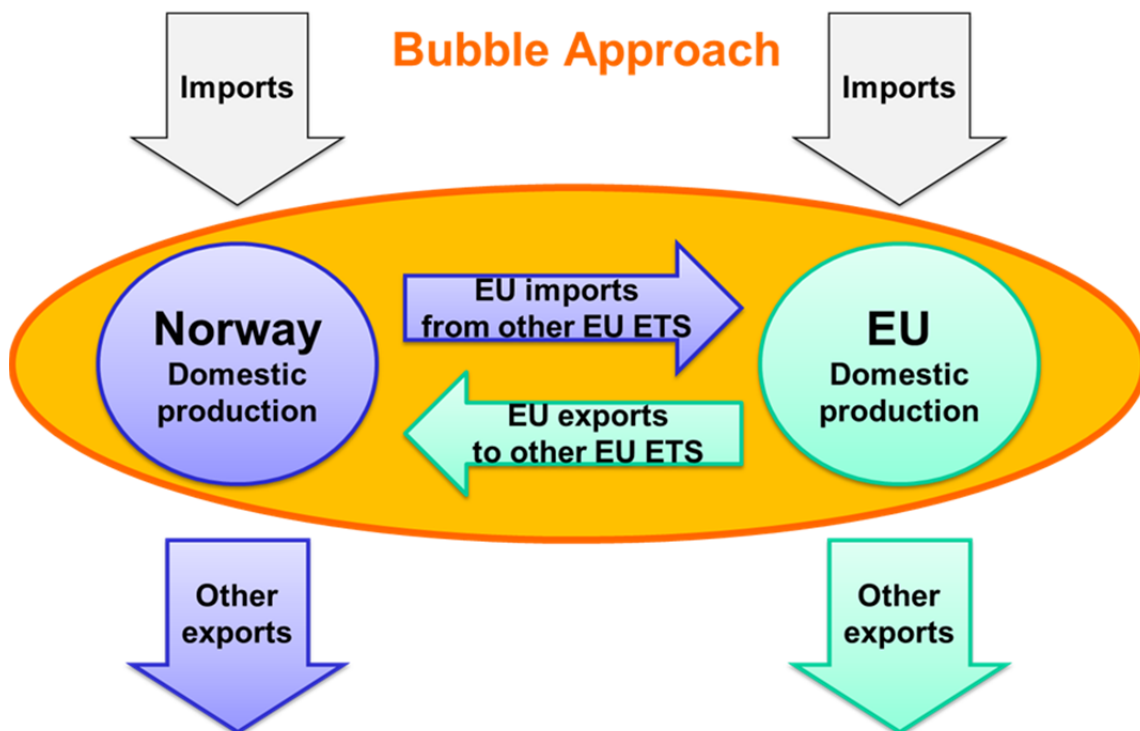 Bubble Approach
Imports
Imports
Norway
Domestic
production
EU imports
from other EU ETS
EU exports
to other EU ETS
EU
Domestic
production
Other
exports
Other
exports